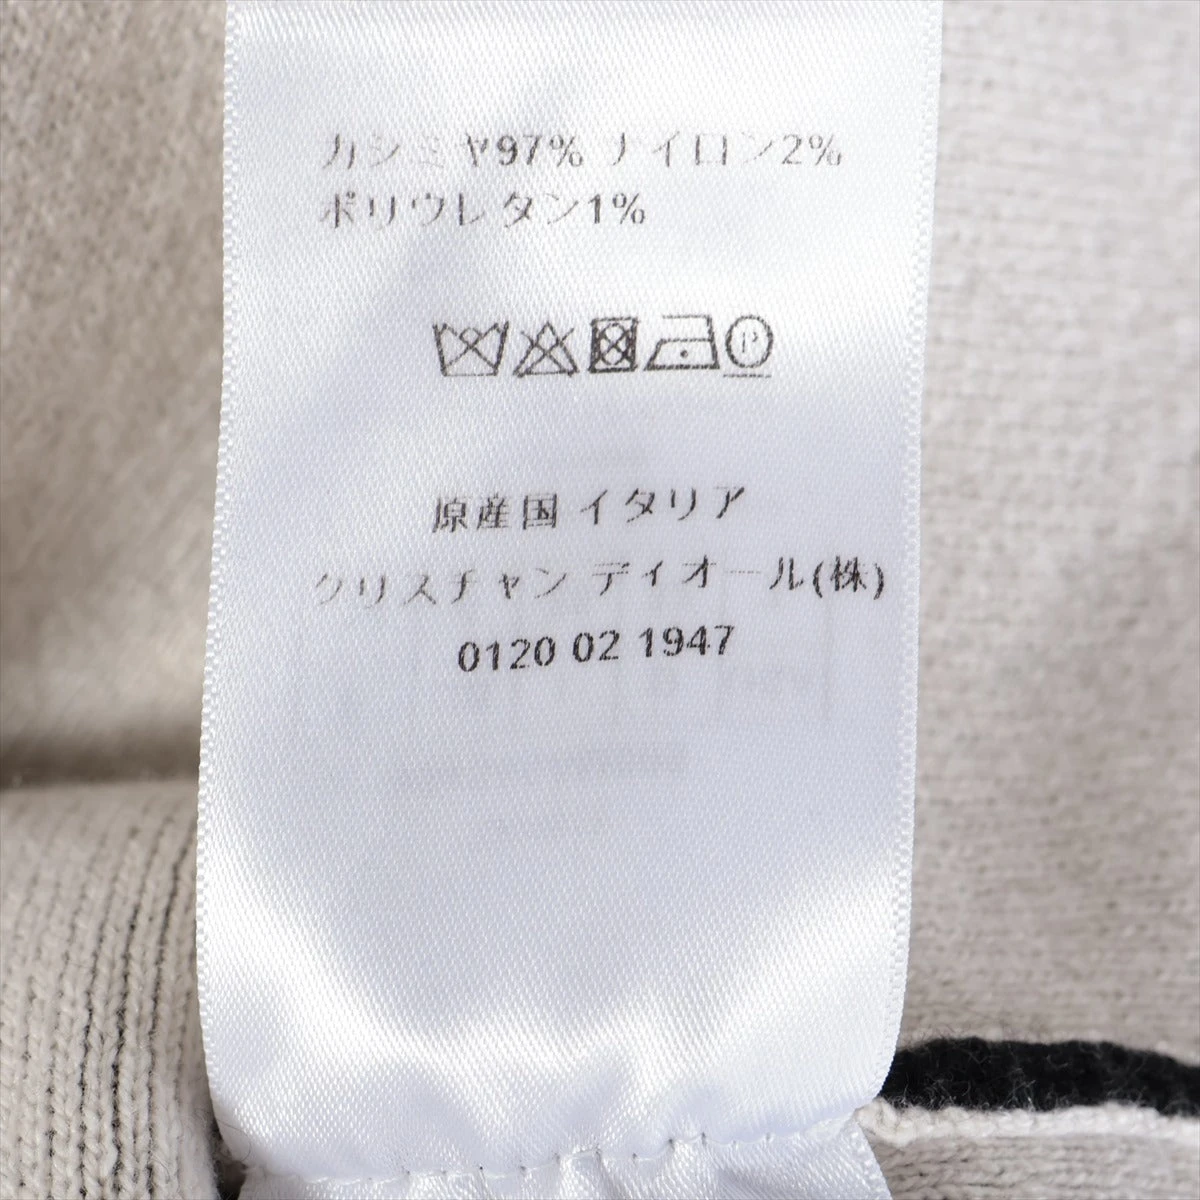 カシミヤ97% ナイロン2%
ポリウレタン1%
P
原産国 イタリア
クリスチャン ディオール(株)
0120 02 1947